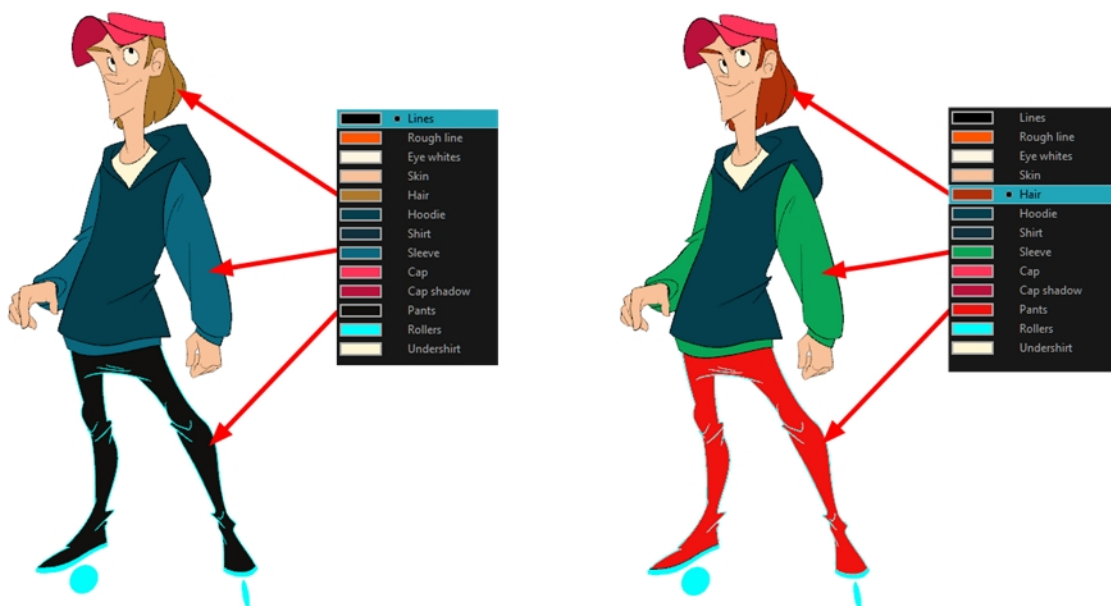 Lines
Rough line
Eye whites
Skin
Hair
Hoodie
Shirt
Sleeve
Cap
Cap shadow
Pants
Rollers
Undershirt
Lines
Rough line
Eye whites
Skin
Hair
Hoodie
Shirt
Sleeve
Cap
Cap shadow
Pants
Rollers
Undershirt